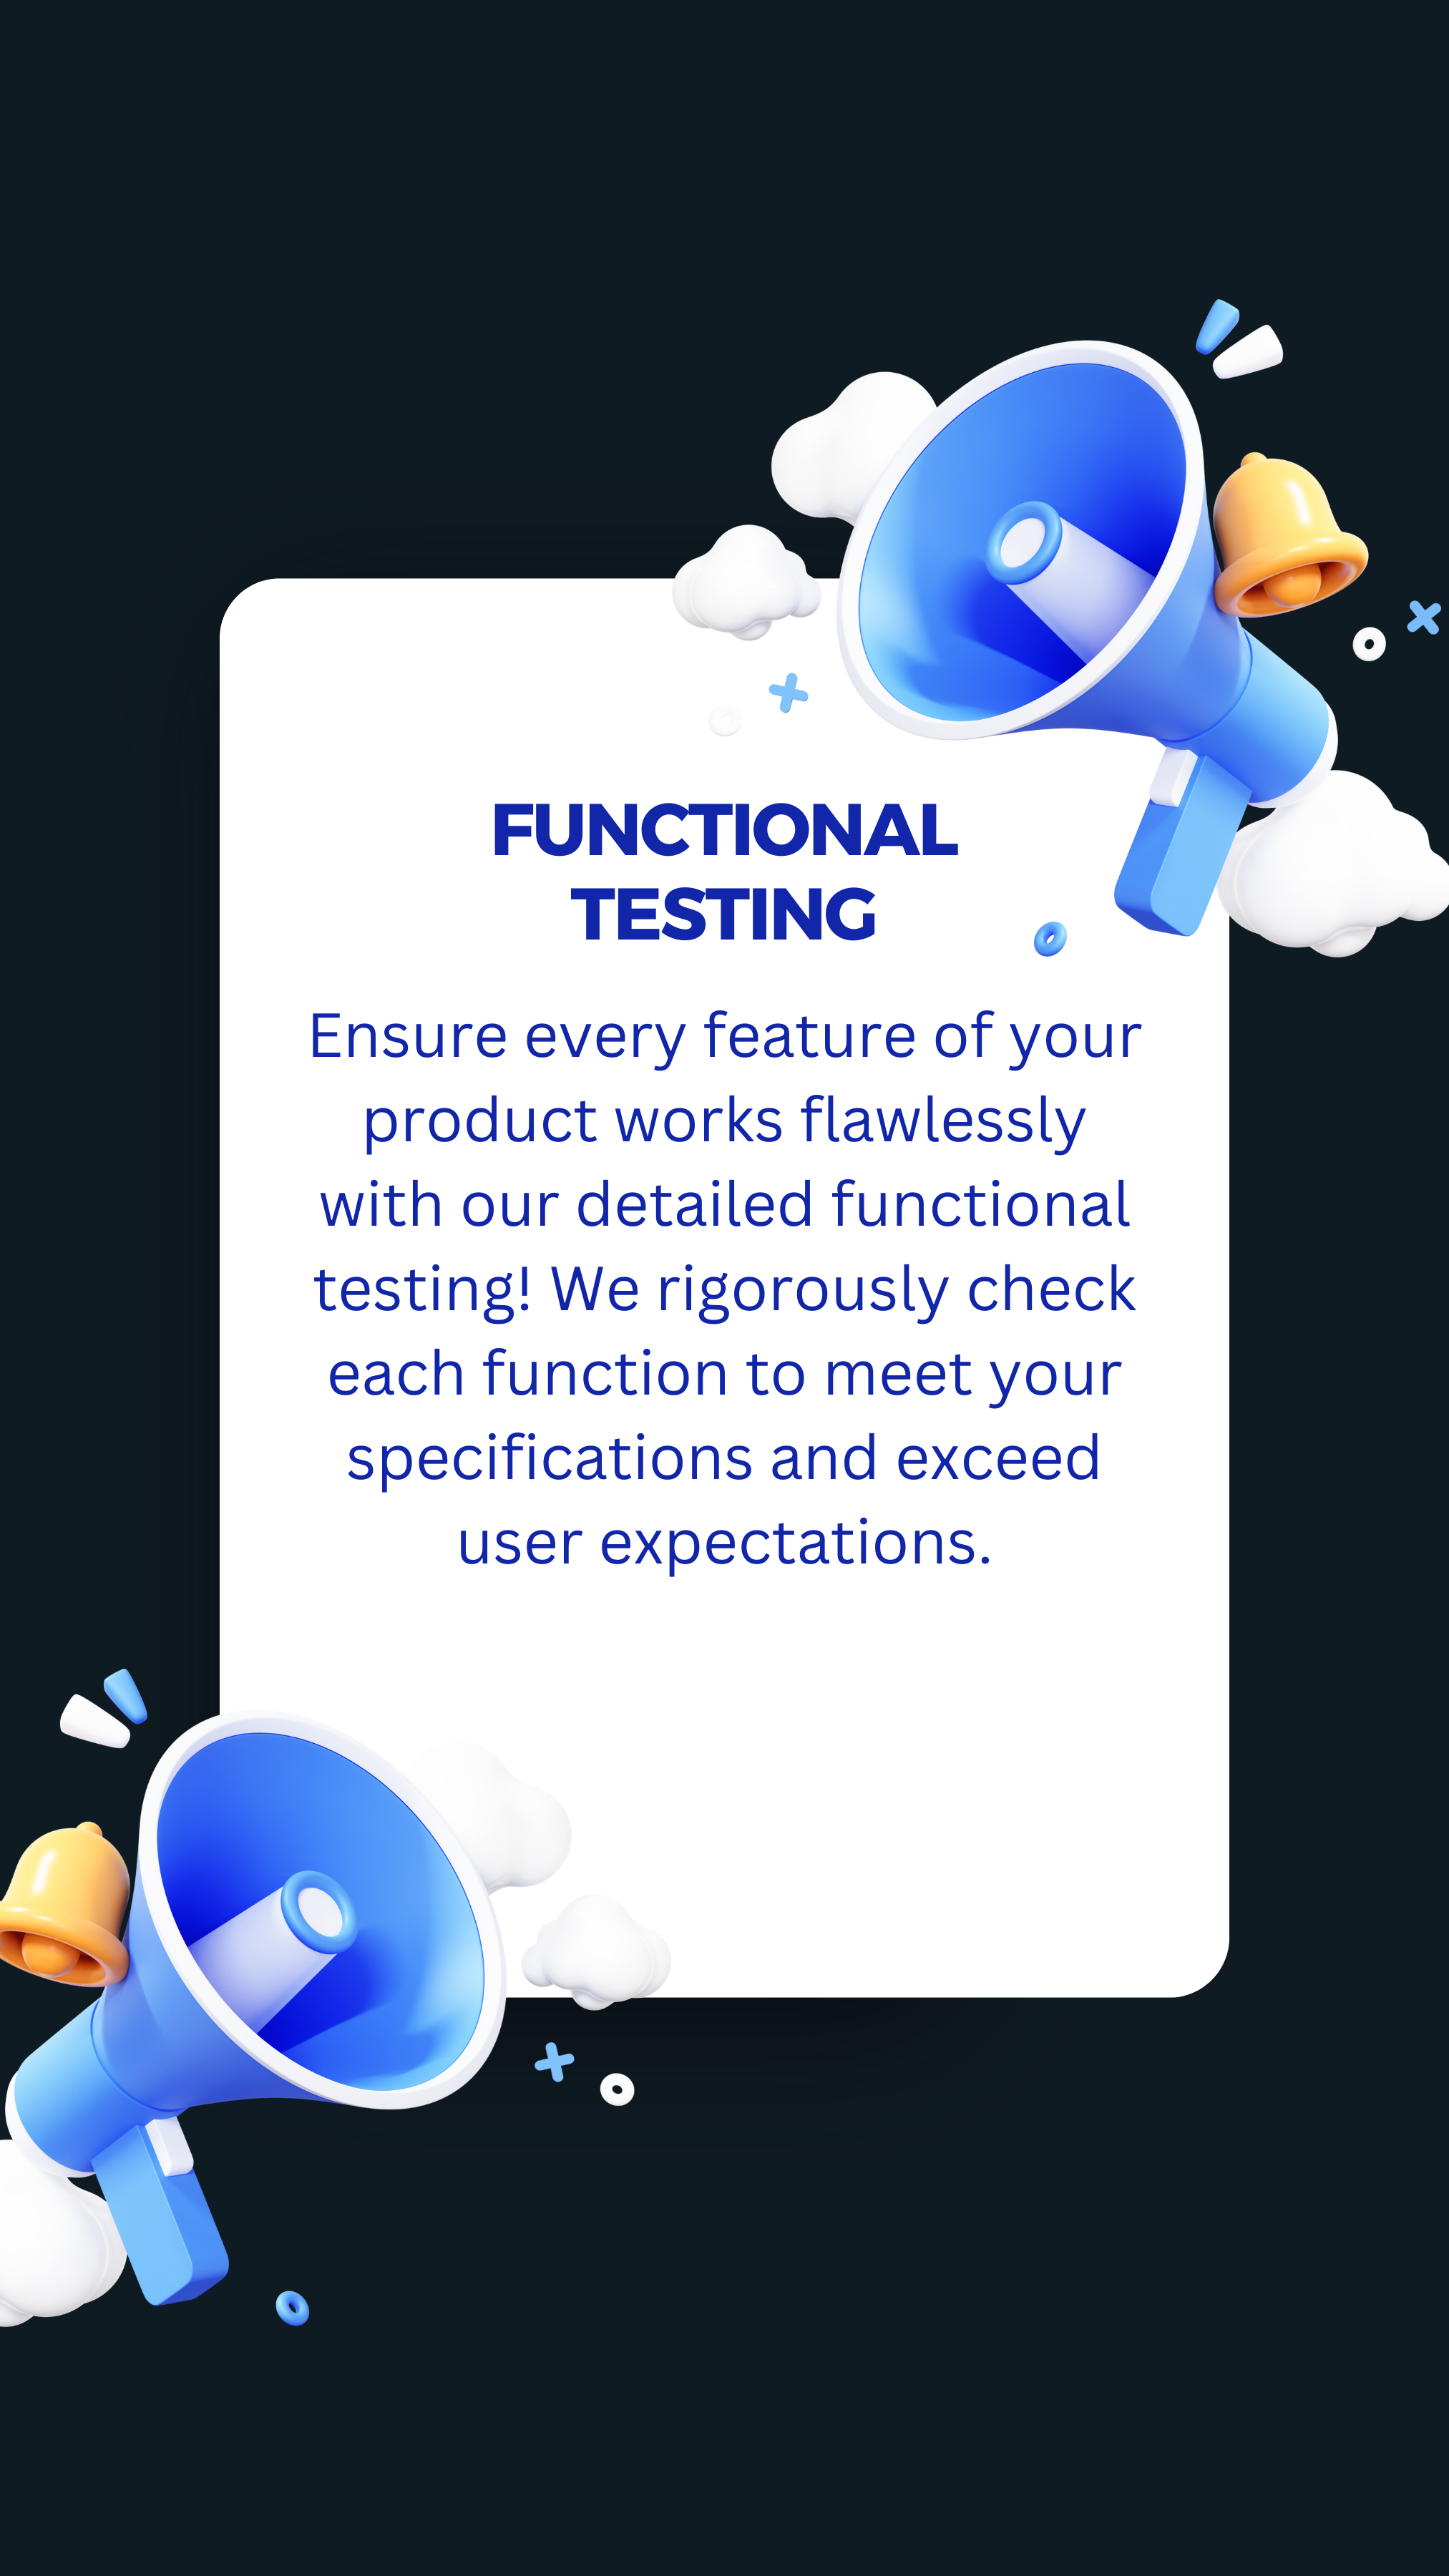 FUNCTIONAL
TESTING
Ensure every feature of your
product works flawlessly
with our detailed functional
testing! We rigorously check
each function to meet your
specifications and exceed
user expectations.